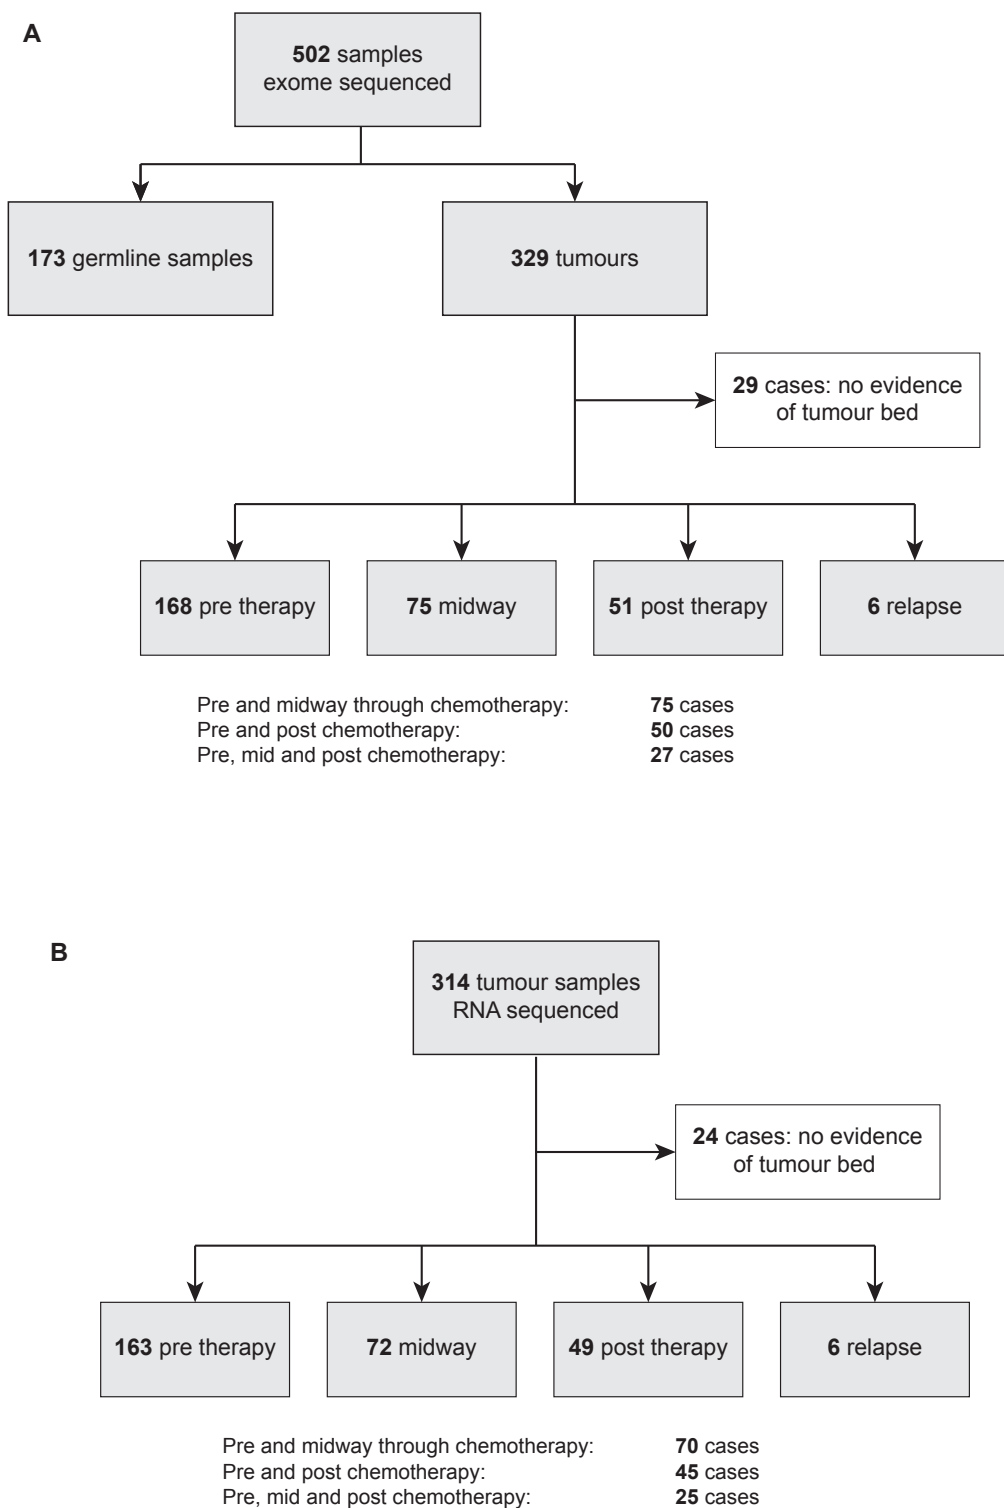 A
502 samples
exome sequenced
173 germline samples
329 tumours
29 cases: no evidence
of tumour bed
168 pre therapy
75 midway
51 post therapy
6 relapse
Pre and midway through chemotherapy: 75 cases
Pre and post chemotherapy: 50 cases
Pre, mid and post chemotherapy: 27 cases
B
314 tumour samples
RNA sequenced
24 cases: no evidence
of tumour bed
163 pre therapy
72 midway
49 post therapy
6 relapse
Pre and midway through chemotherapy: 70 cases
Pre and post chemotherapy: 45 cases
Pre, mid and post chemotherapy: 25 cases